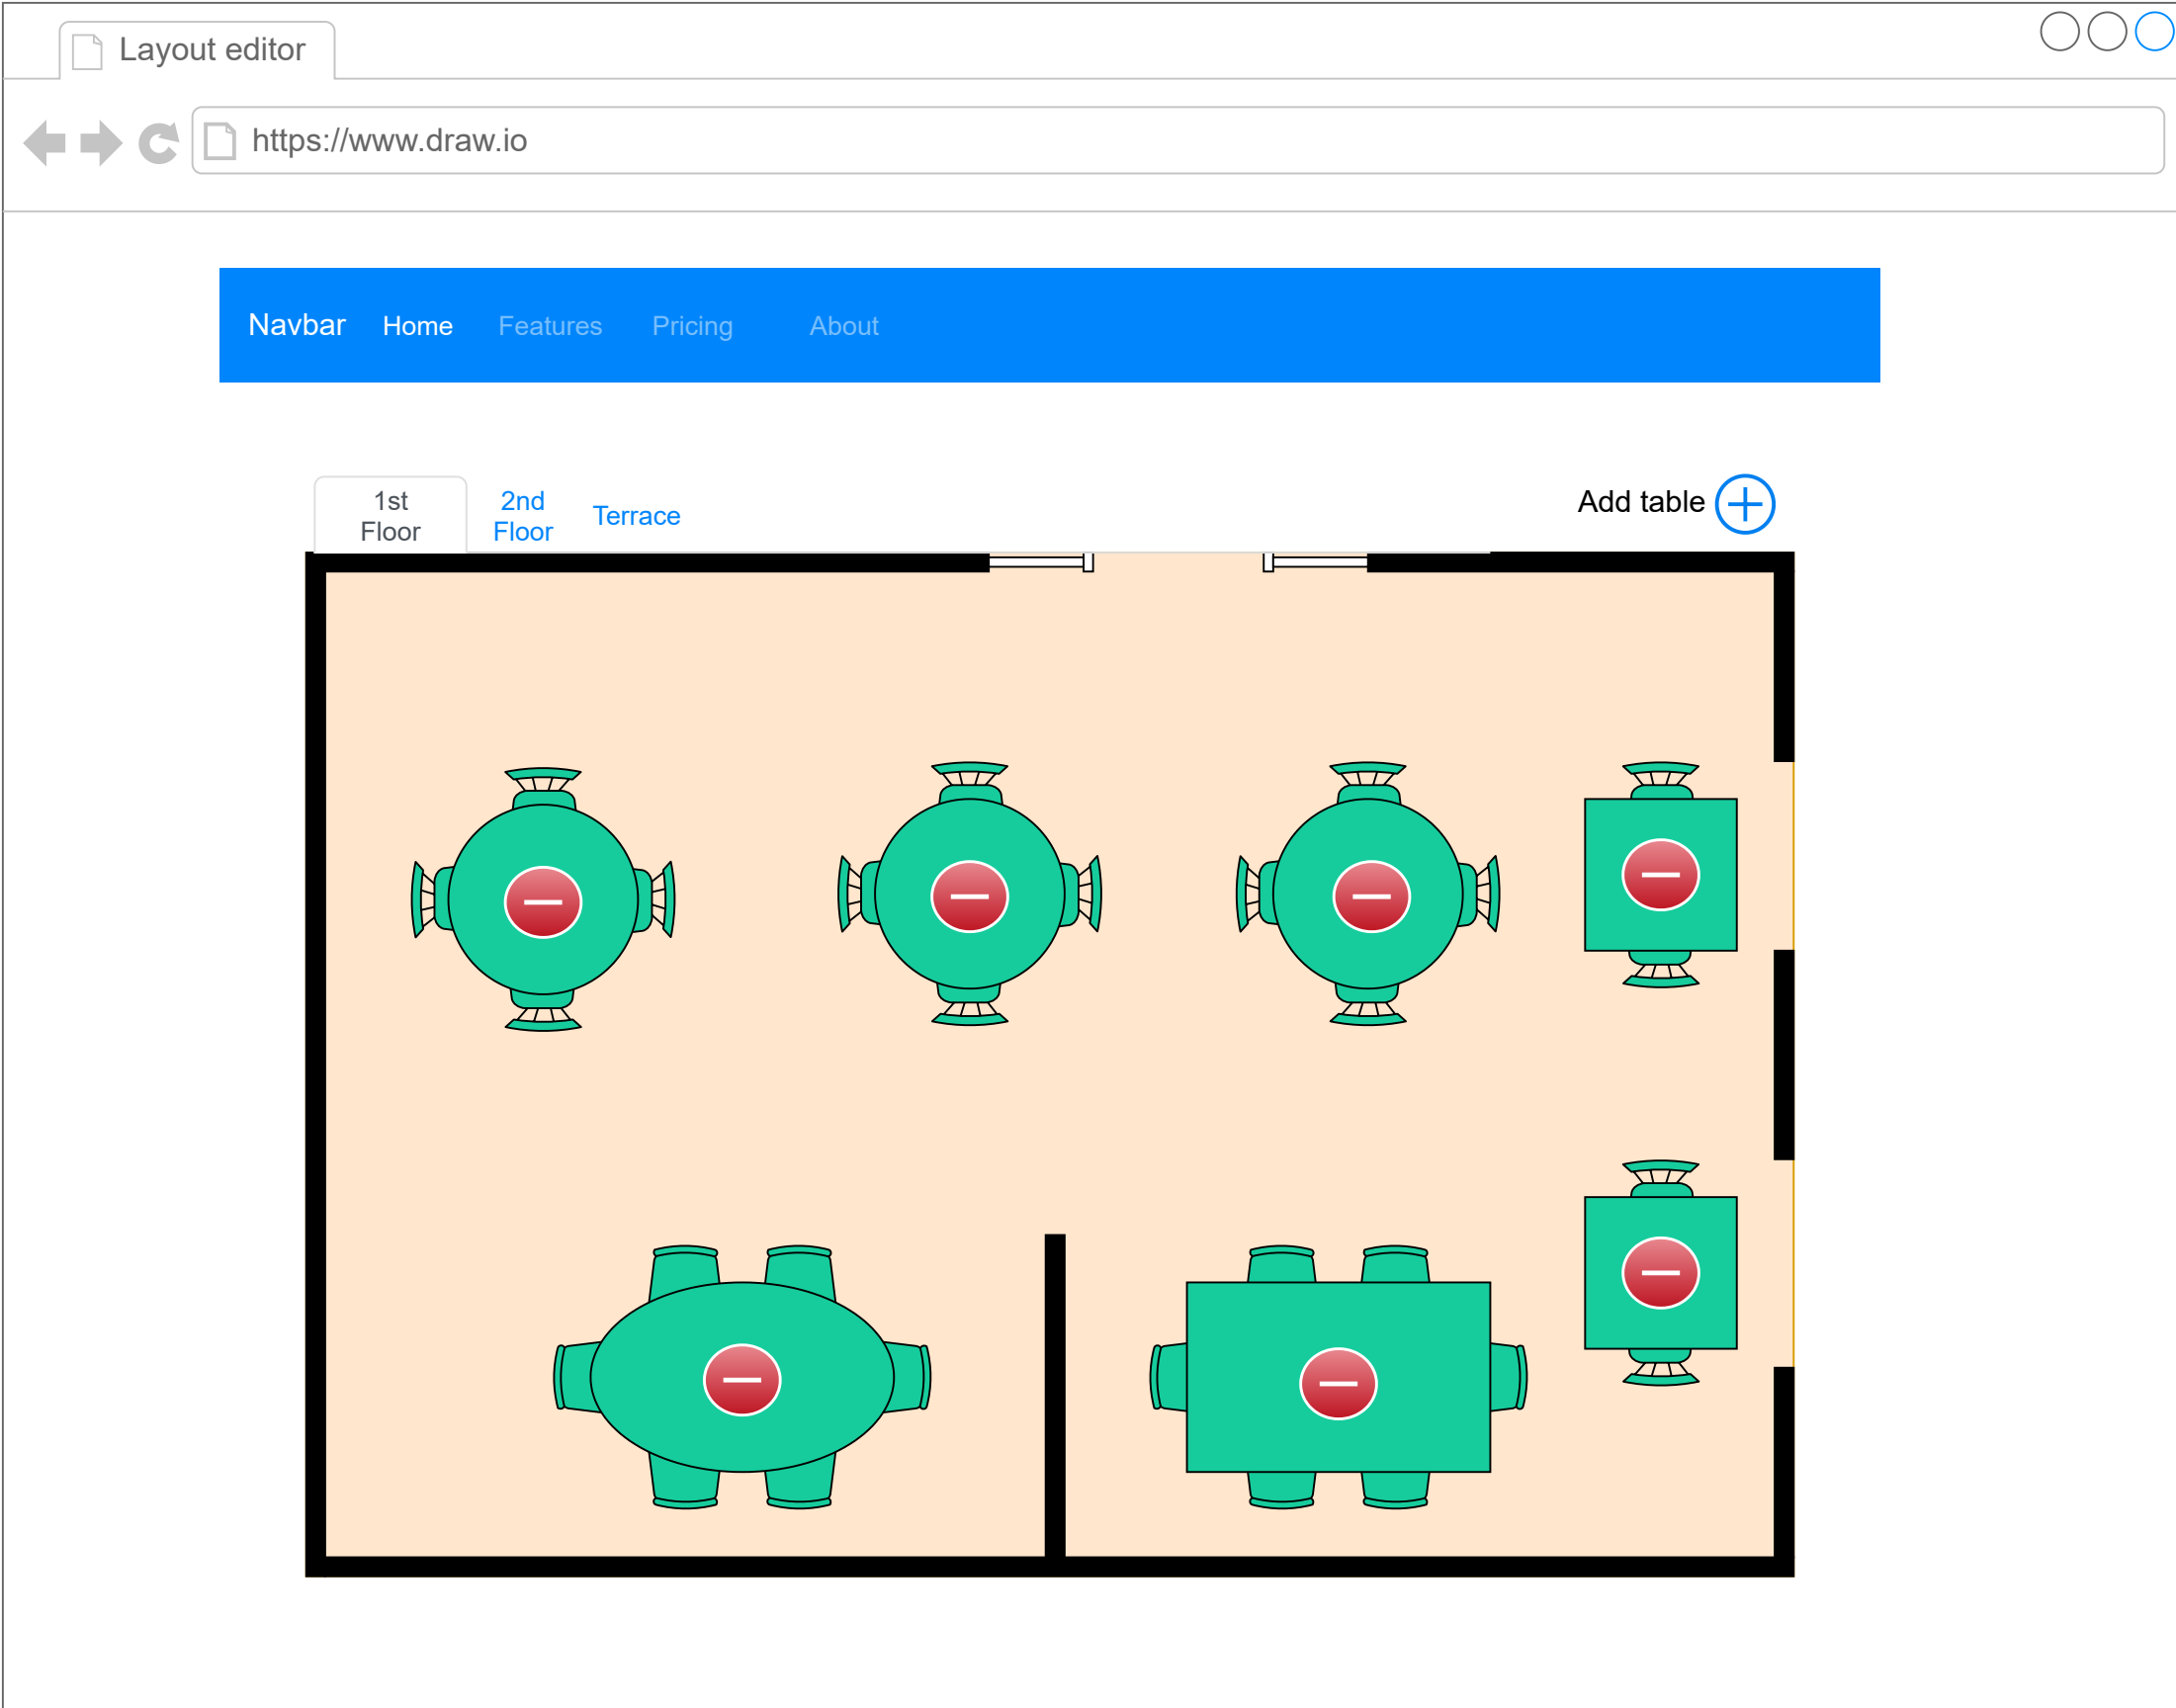 Layout editor
https://www.draw.io
Navbar Home Features Pricing About
1st
Floor
2nd
Floor
Terrace
Add table